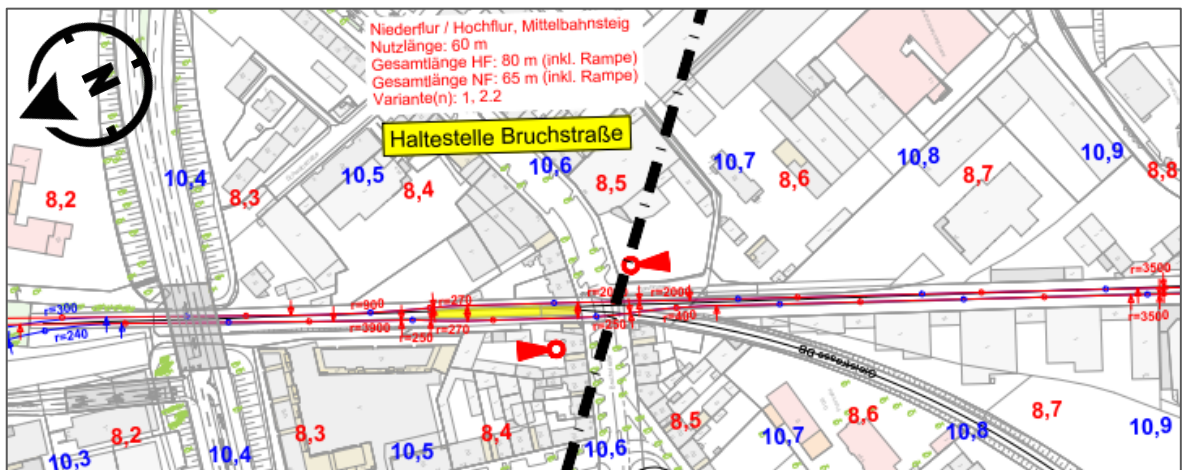 Niederflur / Hochflur, Mittelbahnsteig
Nutzlänge: 60 m
Gesamtlänge HF: 80 m (inkl. Rampe)
Gesamtlänge NF: 65 m (inkl. Rampe)
Variante(n): 1, 2.2
N
Haltestelle Bruchstraße
8,2
10,4
8,3
10,5
8,4
10,6
8,5
10,7
8,6
10,8
8,7
10,9
8,8
r=300
r=240
r=900
r=3900
r=270
r=270
r=250
r=2000
r=250
r=400
r=3500
r=3500
Gleisxesse DB
8,2
10,3
10,4
8,3
10,5
8,4
10,6
8,5
10,7
8,6
10,8
8,7
10,9